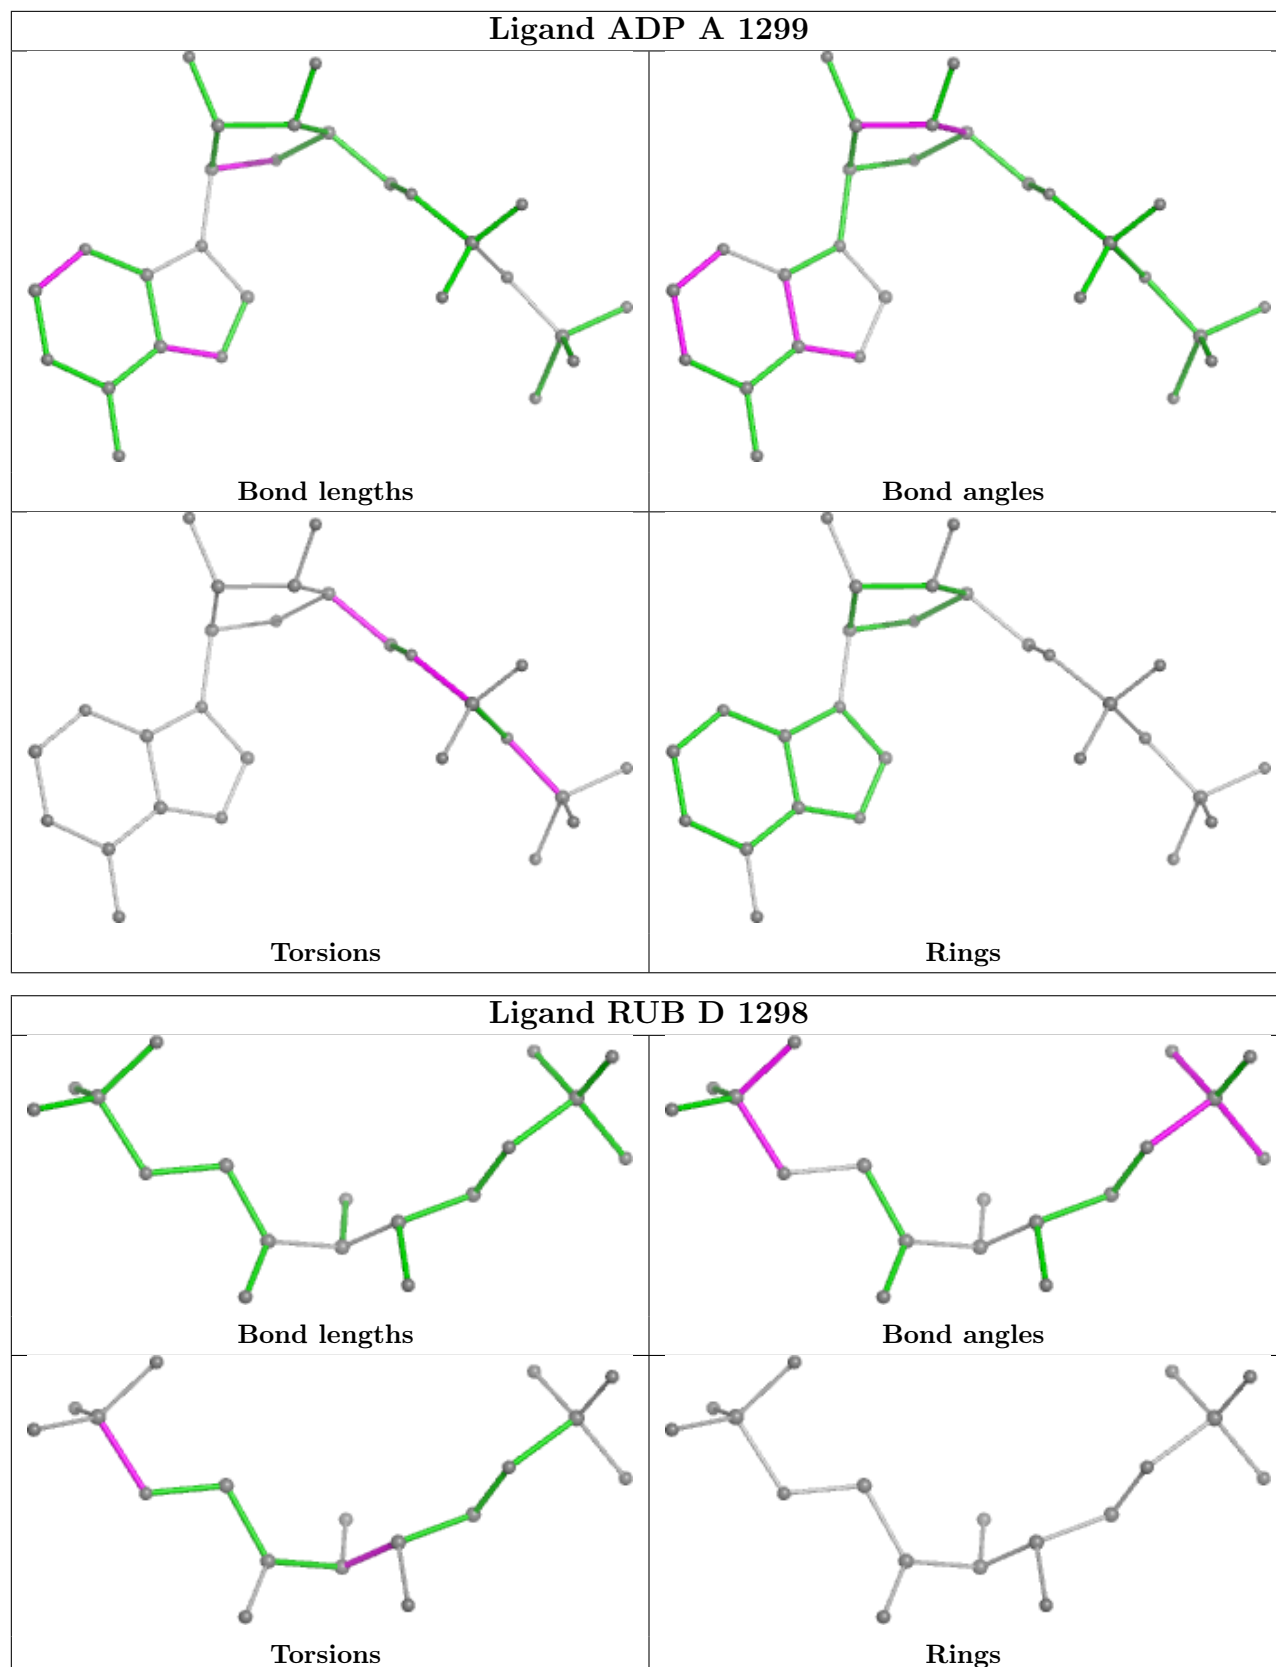 Ligand ADP A 1299
Bond lengths
Bond angles
Torsions
Rings
Ligand RUB D 1298
Bond lengths
Bond angles
Torsions
Rings